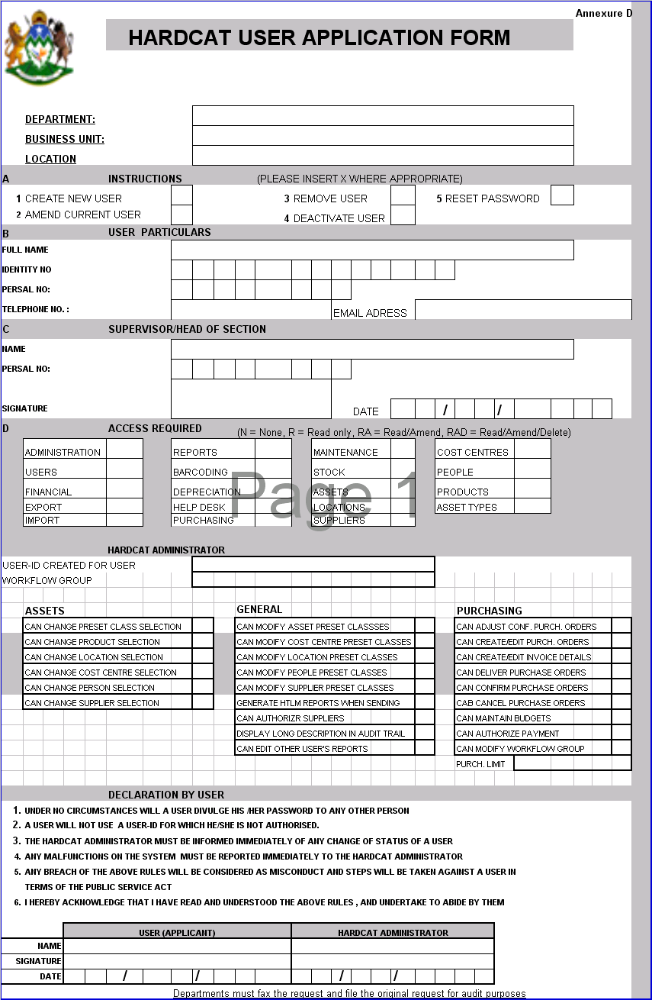 Annexure D
HARDCAT USER APPLICATION FORM
DEPARTMENT:
BUSINESS UNIT:
LOCATION
A INSTRUCTIONS (PLEASE INSERT X WHERE APPROPRIATE)
1 CREATE NEW USER 3 REMOVE USER 5 RESET PASSWORD
2 AMEND CURRENT USER 4 DEACTIVATE USER
B USER PARTICULARS
FULL NAME
IDENTITY NO
PERSAL NO:
TELEPHONE NO. : EMAIL ADRESS
C SUPERVISOR/HEAD OF SECTION
NAME
PERSAL NO:
SIGNATURE DATE / /
D ACCESS REQUIRED (N = None, R = Read only, RA = Read/Amend, RAD = Read/Amend/Delete)
ADMINISTRATION REPORTS MAINTENANCE COST CENTRES
USERS BARCODING STOCK PEOPLE
FINANCIAL DEPRECIATION ASSETS PRODUCTS
EXPORT HELP DESK LOCATIONS ASSET TYPES
IMPORT PURCHASING SUPPLIERS
Page 1
HARDCAT ADMINISTRATOR
USER-ID CREATED FOR USER
WORKFLOW GROUP
ASSETS GENERAL PURCHASING
CAN CHANGE PRESET CLASS SELECTION CAN MODIFY ASSET PRESET CLASSSES CAN ADJUST CONF. PURCH. ORDERS
CAN CHANGE PRODUCT SELECTION CAN MODIFY COST CENTRE PRESET CLASSES CAN CREATE/EDIT PURCH. ORDERS
CAN CHANGE LOCATION SELECTION CAN MODIFY LOCATION PRESET CLASSES CAN CREATE/EDIT INVOICE DETAILS
CAN CHANGE COST CENTRE SELECTION CAN MODIFY PEOPLE PRESET CLASSES CAN DELIVER PURCHASE ORDERS
CAN CHANGE PERSON SELECTION CAN MODIFY SUPPLIER PRESET CLASSES CAN CONFIRM PURCHASE ORDERS
CAN CHANGE SUPPLIER SELECTION GENERATE HTLM REPORTS WHEN SENDING CAB CANCEL PURCHASE ORDERS
CAN AUTHORIZR SUPPLIERS CAN MAINTAIN BUDGETS
DISPLAY LONG DESCRIPTION IN AUDIT TRAIL CAN AUTHORIZE PAYMENT
CAN EDIT OTHER USER'S REPORTS CAN MODIFY WORKFLOW GROUP
PURCH. LIMIT
DECLARATION BY USER
1. UNDER NO CIRCUMSTANCES WILL A USER DIVULGE HIS /HER PASSWORD TO ANY OTHER PERSON
2. A USER WILL NOT USE A USER-ID FOR WHICH HE/SHE IS NOT AUTHORISED.
3. THE HARDCAT ADMINISTRATOR MUST BE INFORMED IMMEDIATELY OF ANY CHANGE OF STATUS OF A USER
4. ANY MALFUNCTIONS ON THE SYSTEM MUST BE REPORTED IMMEDIATELY TO THE HARDCAT ADMINISTRATOR
5. ANY BREACH OF THE ABOVE RULES WILL BE CONSIDERED AS MISCONDUCT AND STEPS WILL BE TAKEN AGAINST A USER IN
TERMS OF THE PUBLIC SERVICE ACT
6. I HEREBY ACKNOWLEDGE THAT I HAVE READ AND UNDERSTOOD THE ABOVE RULES , AND UNDERTAKE TO ABIDE BY THEM
USER (APPLICANT) HARDCAT ADMINISTRATOR
NAME
SIGNATURE
DATE / / / /
Departments must fax the request and file the original request for audit purposes